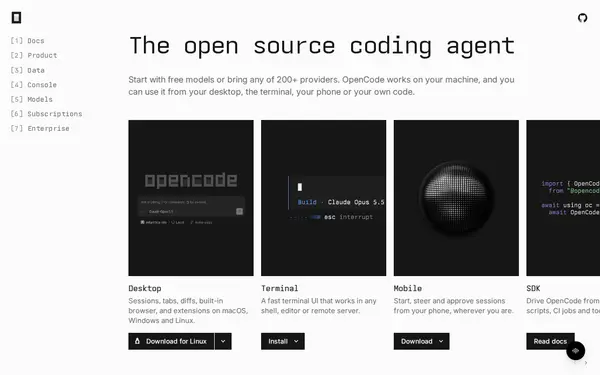 [1] Docs
[2] Product
[3] Data
[4] Console
[5] Models
[6] Subscriptions
[7] Enterprise
The open source coding agent
Start with free models or bring any of 200+ providers. OpenCode works on your machine, and you
can use it from your desktop, the terminal, your phone or your own code.
opencode
Build · Claude Opus 5.5
esc interrupt
import { OpenCod
from "@opencod
await using oc =
await OpenCode
Desktop
Sessions, tabs, diffs, built-in
browser, and extensions on macOS,
Windows and Linux.
Download for Linux
Terminal
A fast terminal UI that works in any
shell, editor or remote server.
Install
Mobile
Start, steer and approve sessions
from your phone, wherever you are.
Download
SDK
Drive OpenCode from
scripts, CI jobs and too
Read docs